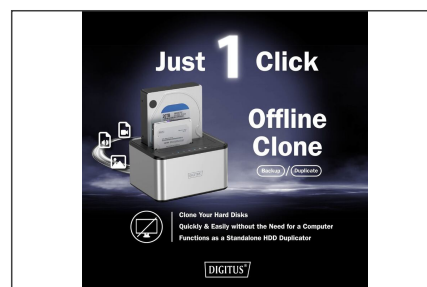 Just 1 Click
Offline
Clone
Backup / Duplicate
Clone Your Hard Disks
Quickly & Easily without the Need for a Computer
Functions as a Standalone HDD Duplicator
DIGITUS®